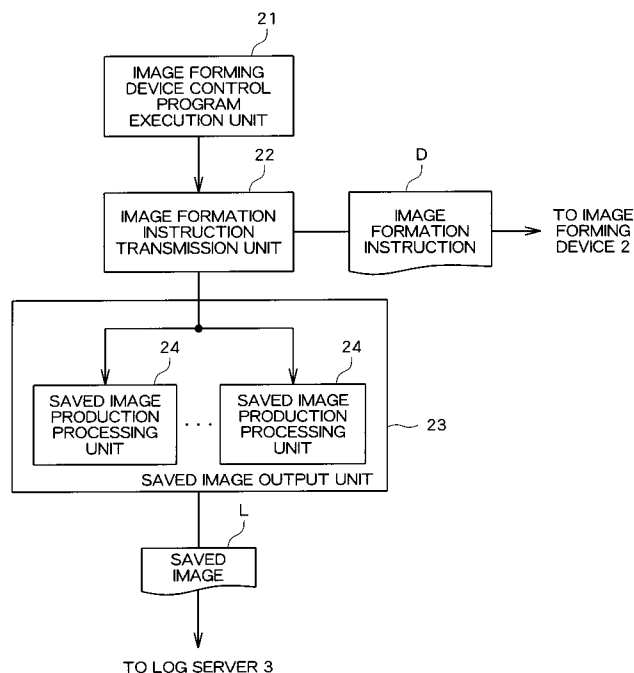 21
IMAGE FORMING
DEVICE CONTROL
PROGRAM
EXECUTION UNIT
22
IMAGE FORMATION
INSTRUCTION
TRANSMISSION UNIT
D
IMAGE
FORMATION
INSTRUCTION
TO IMAGE
FORMING
DEVICE 2
24
SAVED IMAGE
PRODUCTION
PROCESSING
UNIT
. . .
24
SAVED IMAGE
PRODUCTION
PROCESSING
UNIT
23
SAVED IMAGE OUTPUT UNIT
L
SAVED
IMAGE
TO LOG SERVER 3